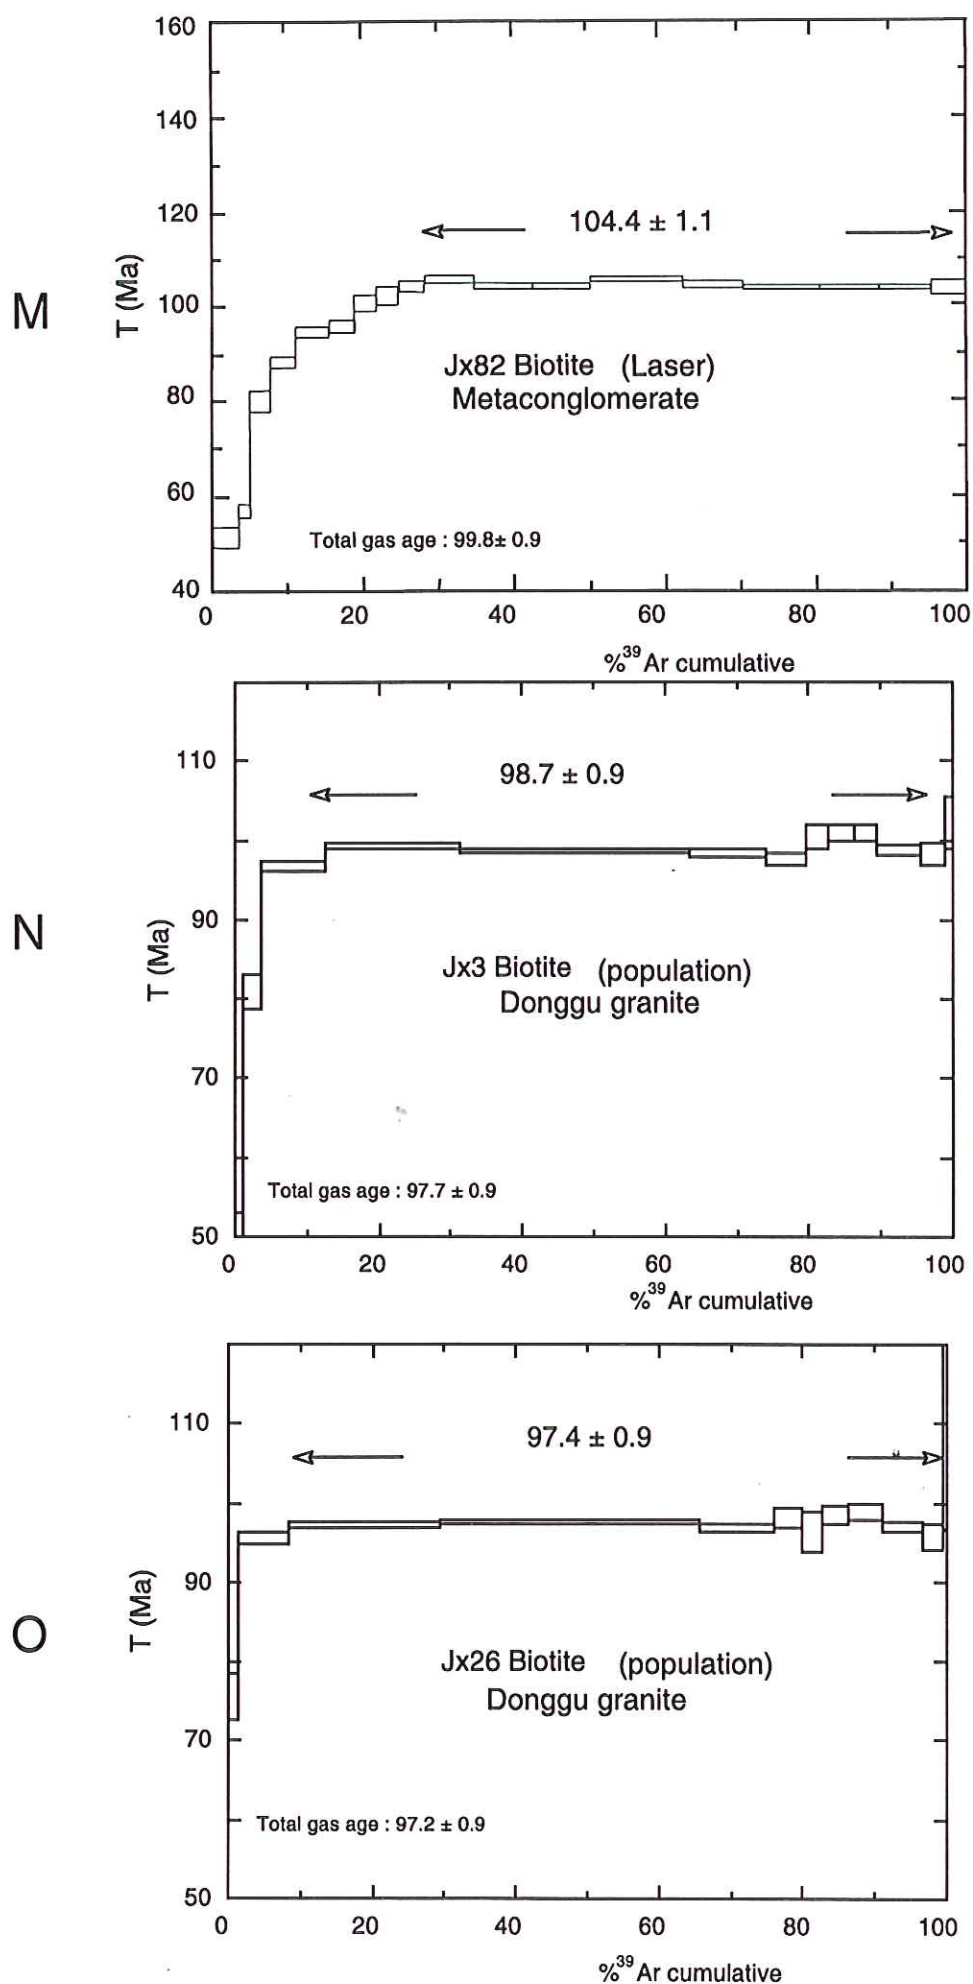 M
160
140
120
100
80
60
40
T (Ma)
104.4 ± 1.1
Jx82 Biotite (Laser)
Metaconglomerate
Total gas age : 99.8± 0.9
0 20 40 60 80 100
%³⁹Ar cumulative
N
110
90
70
50
T (Ma)
98.7 ± 0.9
Jx3 Biotite (population)
Donggu granite
Total gas age : 97.7 ± 0.9
0 20 40 60 80 100
%³⁹Ar cumulative
O
110
90
70
50
T (Ma)
97.4 ± 0.9
Jx26 Biotite (population)
Donggu granite
Total gas age : 97.2 ± 0.9
0 20 40 60 80 100
%³⁹Ar cumulative